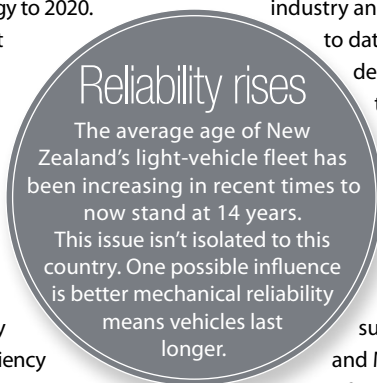 gy to 2020.
t
y
iency
Reliability rises
The average age of New
Zealand's light-vehicle fleet has
been increasing in recent times to
now stand at 14 years.
This issue isn't isolated to this
country. One possible influence
is better mechanical reliability
means vehicles last
longer.
industry an
to dat
de
t
su
and M